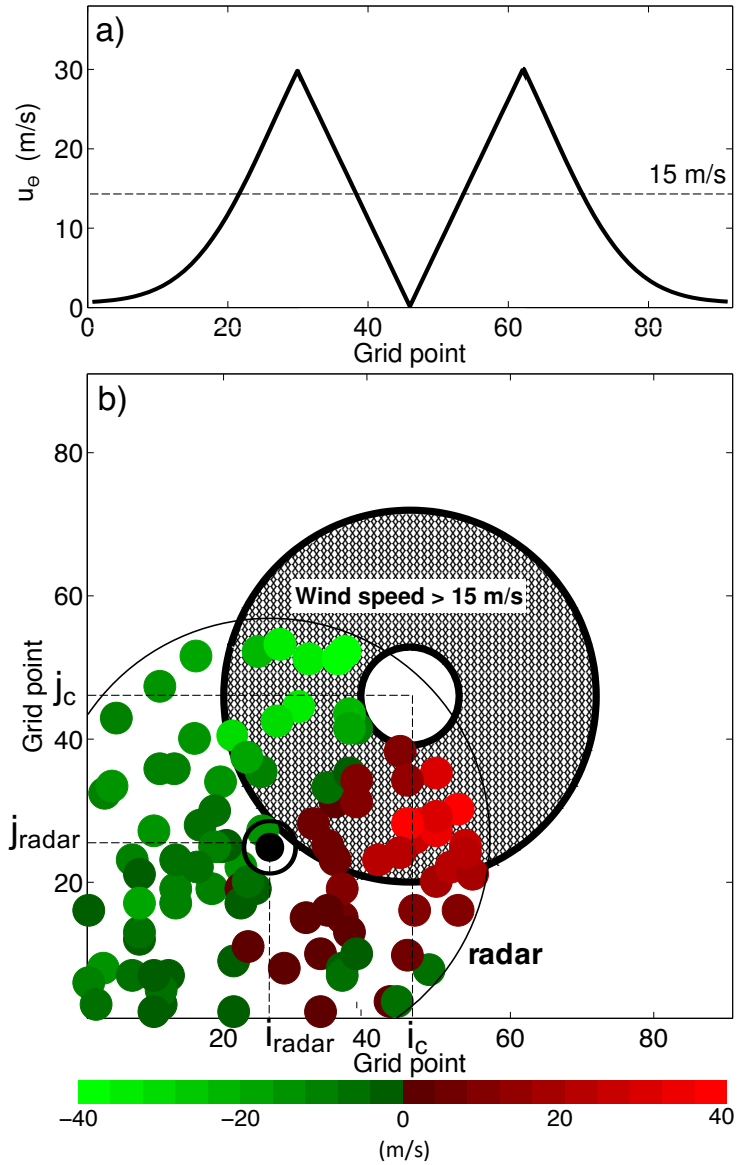 a)
30
20
10
0
u_θ (m/s)
15 m/s
0 20 40 60 80
Grid point
b)
80
60
40
20
Grid point
j_c
j_radar
Wind speed > 15 m/s
radar
20 40 60 80
i_radar i_c
Grid point
−40 −20 0 20 40
(m/s)